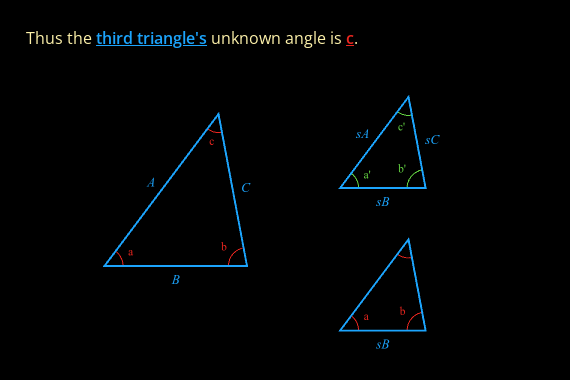 Thus the third triangle's unknown angle is c.
c
A
C
a
b
B
c'
sA
sC
b'
a'
sB
a
b
sB